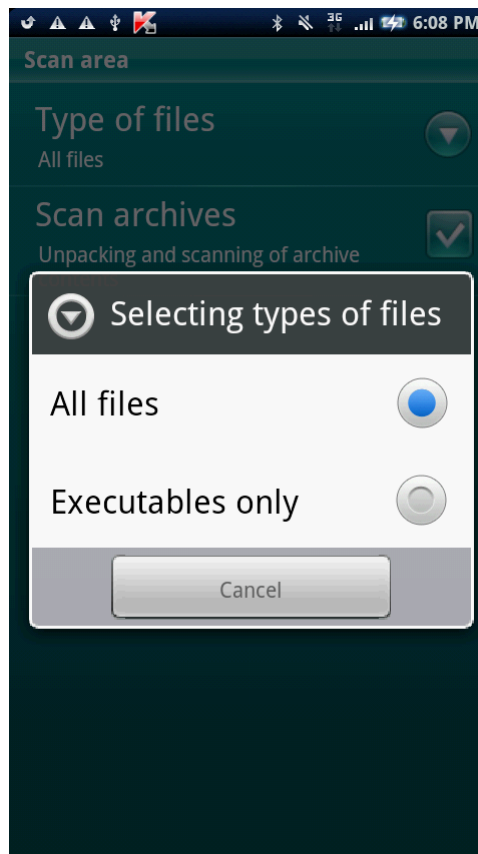 3G
6:08 PM
Scan area
Type of files
All files
Scan archives
Unpacking and scanning of archive
Selecting types of files
All files
Executables only
Cancel